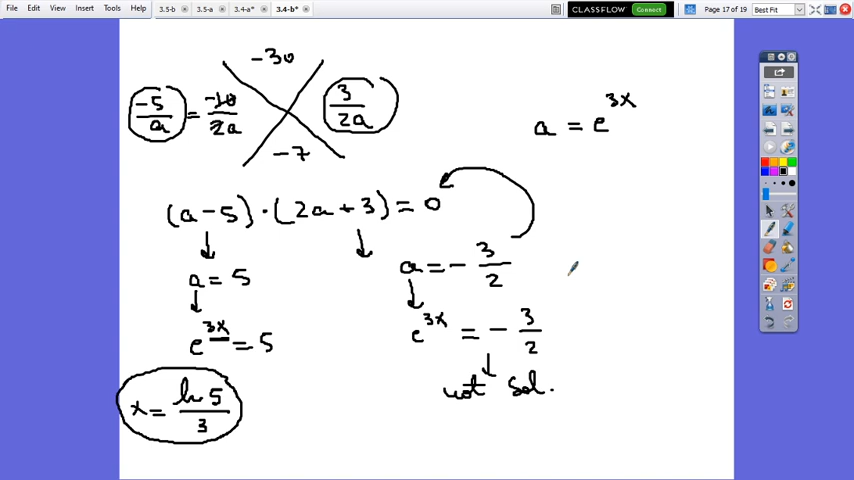 File Edit View Insert Tools Help
3.5-b × 3.5-a × 3.4-a* × 3.4-b* ×
CLASSFLOW Connect
Page 17 of 19
Best Fit
-30
-5/a = -10/2a
3/2a
-7
a = e^3x
(a-5)·(2a+3)=0
a = 5
a = -3/2
e^3x = 5
e^3x = -3/2
x = ln 5/3
not Sol.